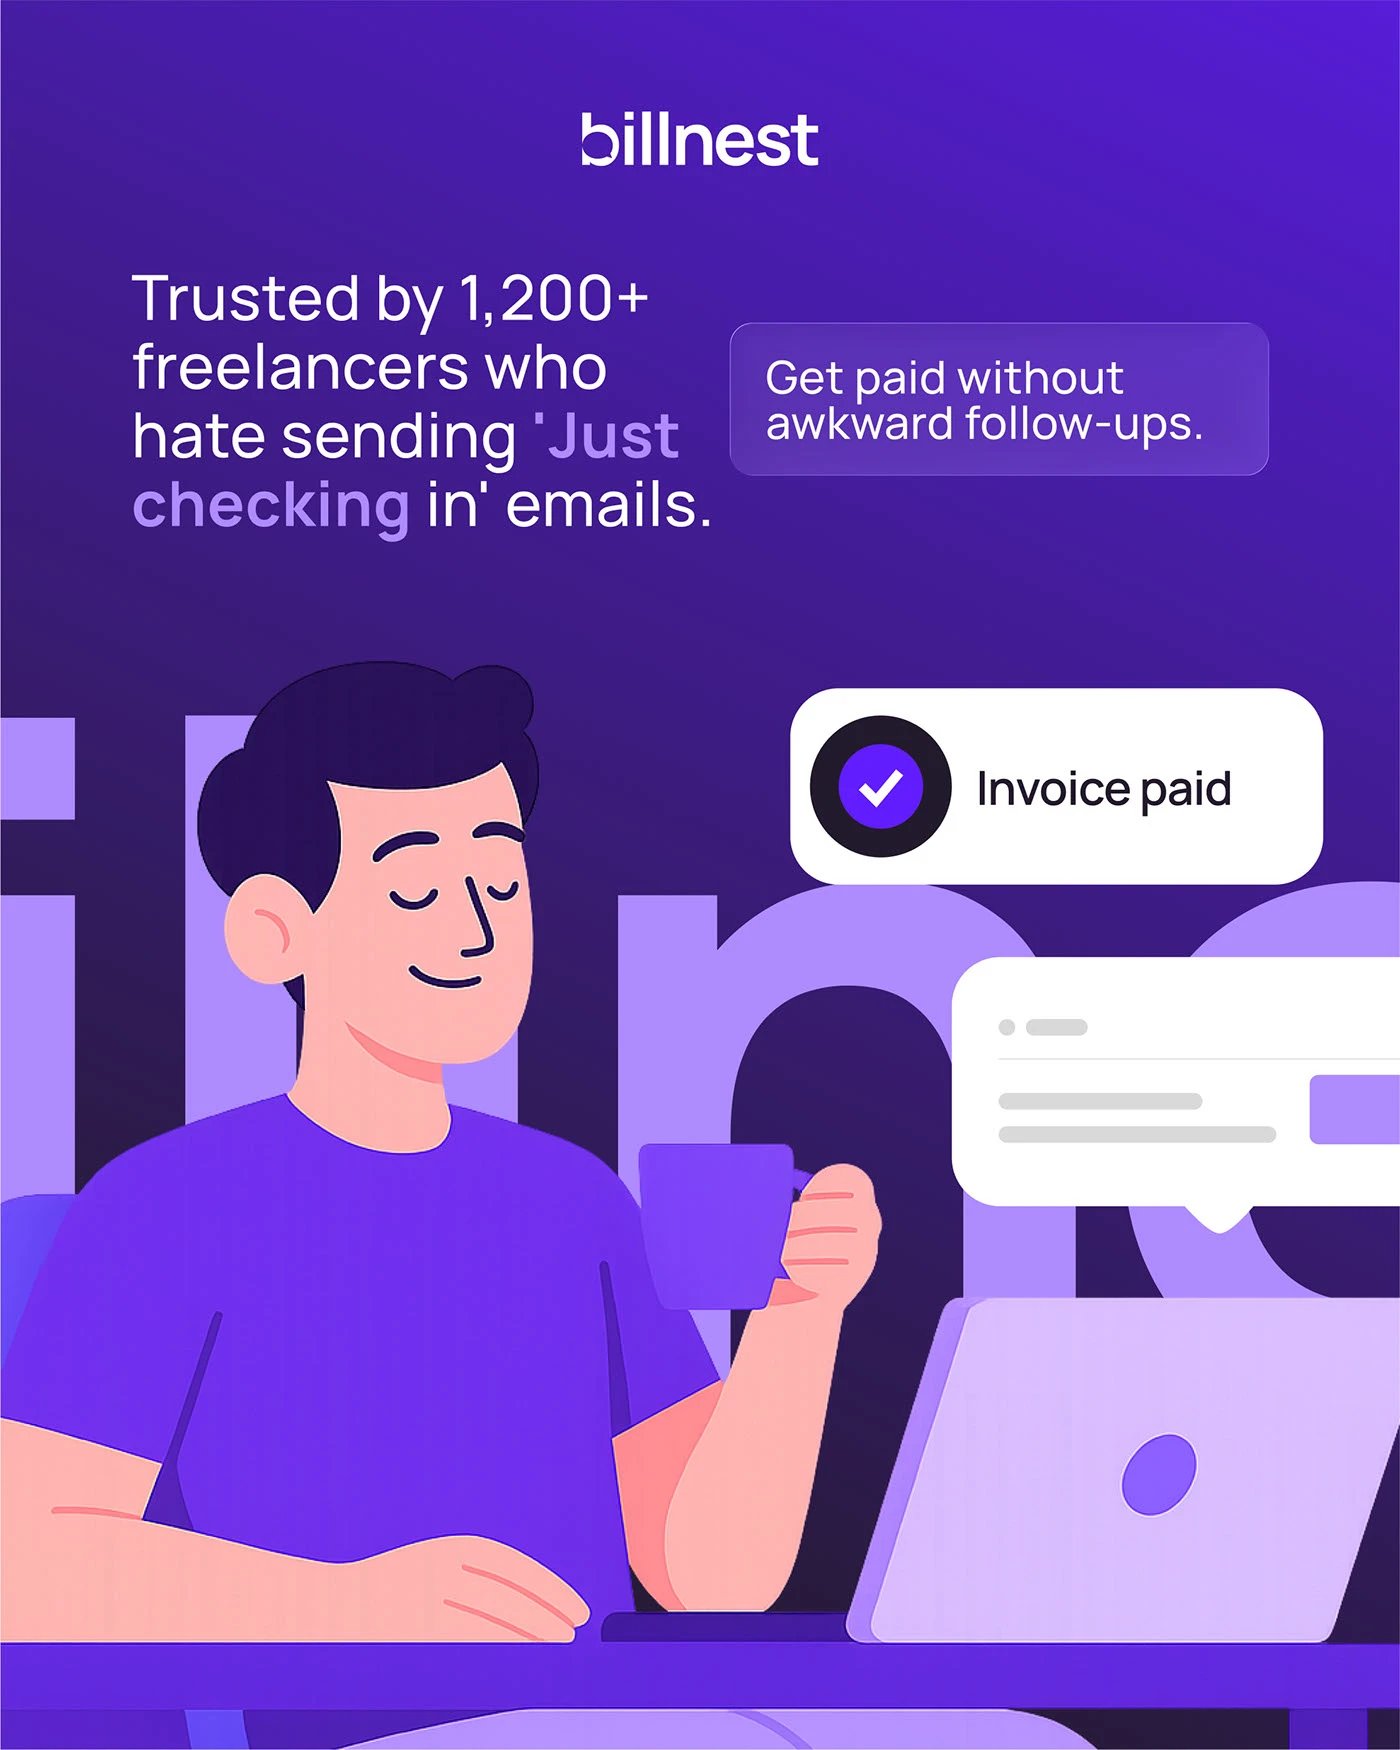 billnest
Trusted by 1,200+
freelancers who
hate sending 'Just
checking in' emails.
Get paid without
awkward follow-ups.
Invoice paid